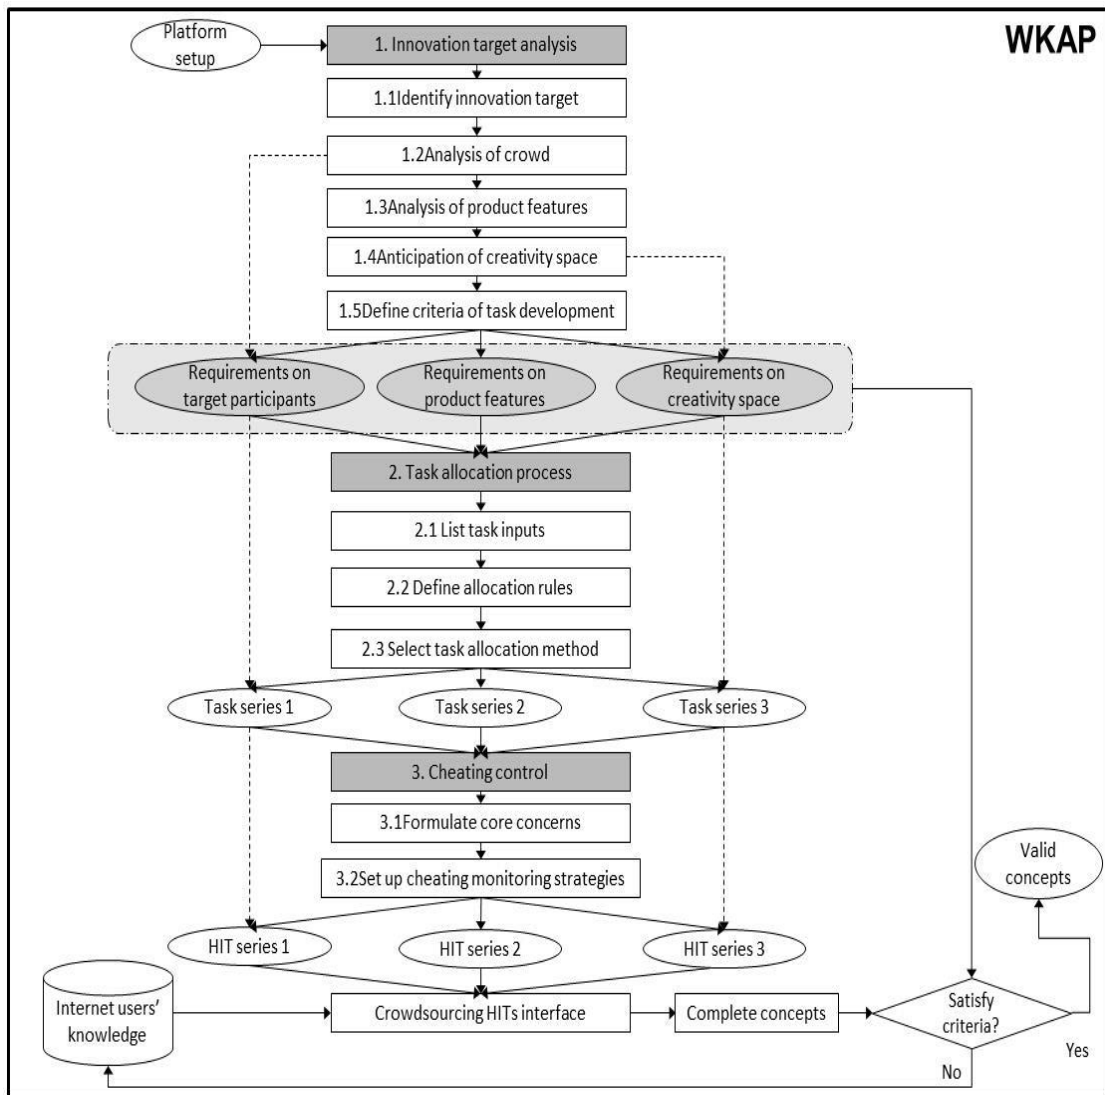 WKAP
Platform
setup
1. Innovation target analysis
1.1Identify innovation target
1.2Analysis of crowd
1.3Analysis of product features
1.4Anticipation of creativity space
1.5Define criteria of task development
Requirements on
target participants
Requirements on
product features
Requirements on
creativity space
2. Task allocation process
2.1 List task inputs
2.2 Define allocation rules
2.3 Select task allocation method
Task series 1
Task series 2
Task series 3
3. Cheating control
3.1Formulate core concerns
3.2Set up cheating monitoring strategies
Valid
concepts
HIT series 1
HIT series 2
HIT series 3
Internet users’
knowledge
Crowdsourcing HITs interface
Complete concepts
Satisfy
criteria?
Yes
No